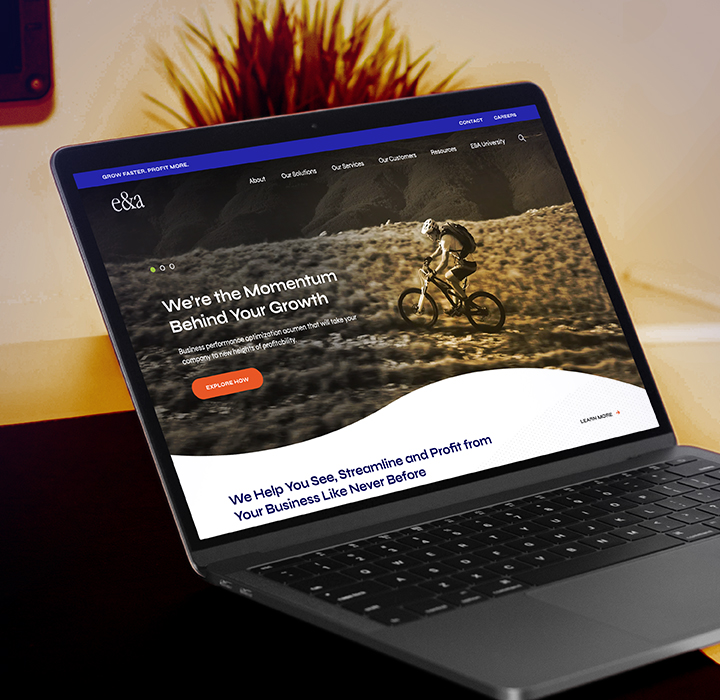 CONTACT CAREERS
GROW FASTER. PROFIT MORE.
e&a
About Our Solutions Our Services Our Customers Resources E&A University
We're the Momentum
Behind Your Growth
Business performance optimization acumen that will take your
company to new heights of profitability.
EXPLORE NOW
LEARN MORE
We Help You See, Streamline and Profit from
Your Business Like Never Before